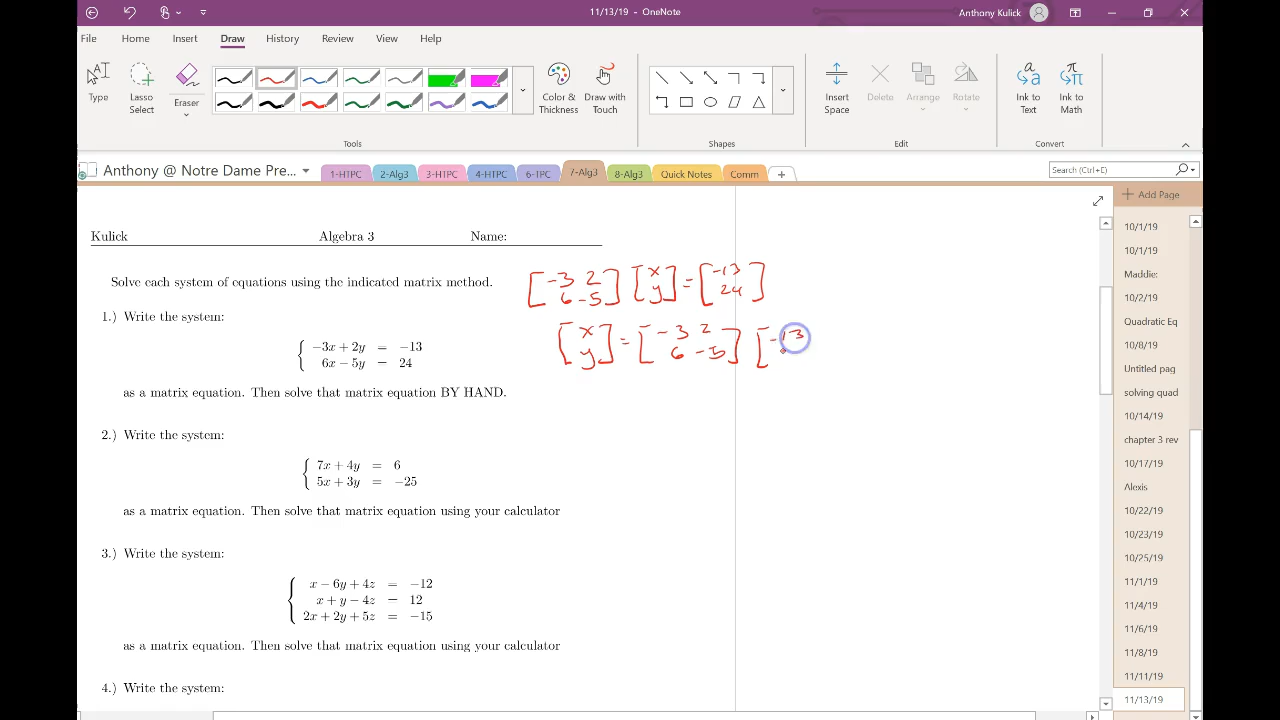 11/13/19 - OneNote
Anthony Kulick
File Home Insert Draw History Review View Help
Type
Lasso Select
Eraser
Color & Thickness
Draw with Touch
Insert Space
Delete
Arrange
Rotate
Ink to Text
Ink to Math
Tools Shapes Edit Convert
Anthony @ Notre Dame Pre...
1-HTPC 2-Alg3 3-HTPC 4-HTPC 6-TPC 7-Alg3 8-Alg3 Quick Notes Comm
Search (Ctrl+E)
Add Page
Kulick Algebra 3 Name:
Solve each system of equations using the indicated matrix method.
[-3 2
6 -5] [x
y] = [-13
24]
1.) Write the system:
-3x + 2y = -13
6x - 5y = 24
[x
y] = [-3 2
6 -5] [-13
as a matrix equation. Then solve that matrix equation BY HAND.
2.) Write the system:
7x + 4y = 6
5x + 3y = -25
as a matrix equation. Then solve that matrix equation using your calculator
3.) Write the system:
x - 6y + 4z = -12
x + y - 4z = 12
2x + 2y + 5z = -15
as a matrix equation. Then solve that matrix equation using your calculator
4.) Write the system:
10/1/19
10/1/19
Maddie:
10/2/19
Quadratic Eq
10/8/19
Untitled pag
solving quad
10/14/19
chapter 3 rev
10/17/19
Alexis
10/22/19
10/23/19
10/25/19
11/1/19
11/4/19
11/6/19
11/8/19
11/11/19
11/13/19